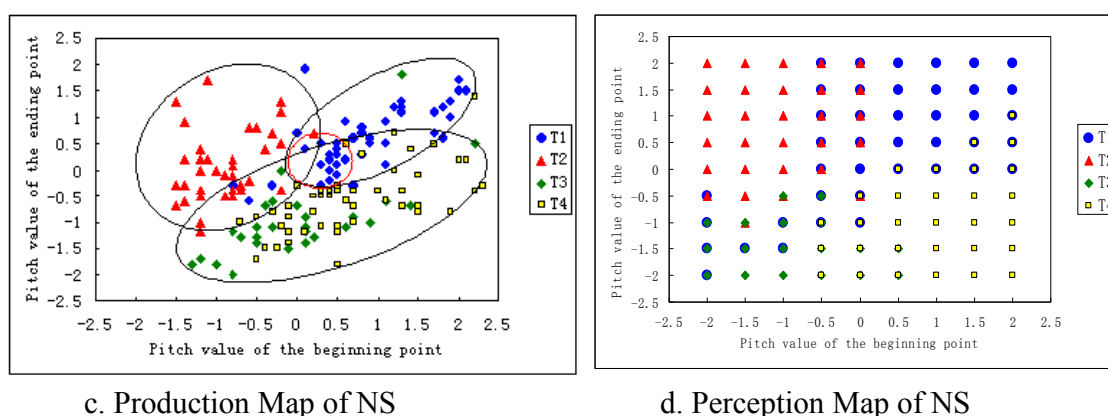 Pitch value of the ending point
2.5
2
1.5
1
0.5
0
-0.5
-1
-1.5
-2
-2.5
-2.5 -2 -1.5 -1 -0.5 0 0.5 1 1.5 2 2.5
Pitch value of the beginning point
T1
T2
T3
T4
c. Production Map of NS
Pitch value of the ending point
2.5
2
1.5
1
0.5
0
-0.5
-1
-1.5
-2
-2.5
-2.5 -2 -1.5 -1 -0.5 0 0.5 1 1.5 2 2.5
Pitch value of the beginning point
T1
T2
T3
T4
d. Perception Map of NS